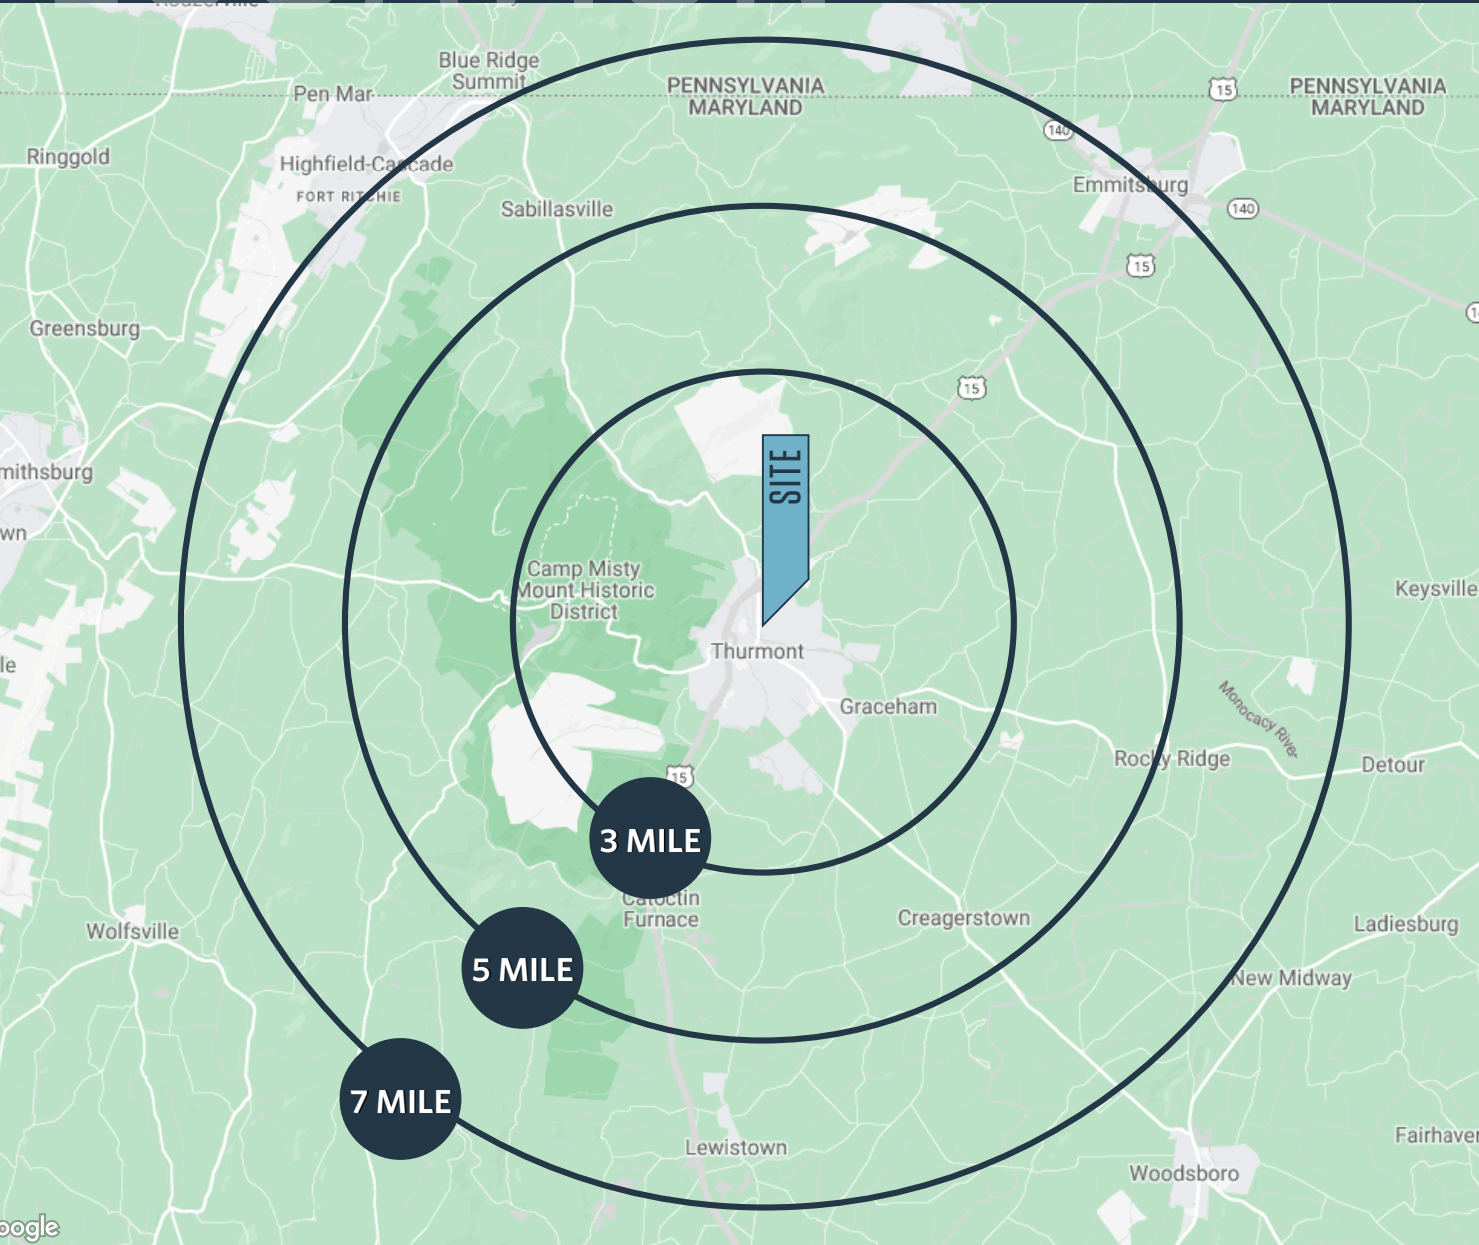 Blue Ridge
Summit
Pen Mar
PENNSYLVANIA
MARYLAND
15
PENNSYLVANIA
MARYLAND
140
Ringgold
Highfield-Cascade
FORT RITCHIE
Emmitsburg
Sabillasville
140
15
Greensburg
15
SITE
mithsburg
wn
Camp Misty
Mount Historic
District
Keysville
Thurmont
le
Graceham
Monocacy River
Rocky Ridge
Detour
15
3 MILE
Catoctin
Furnace
Creagerstown
Ladiesburg
Wolfsville
5 MILE
New Midway
7 MILE
Lewistown
Fairhaven
Woodsboro
oogle